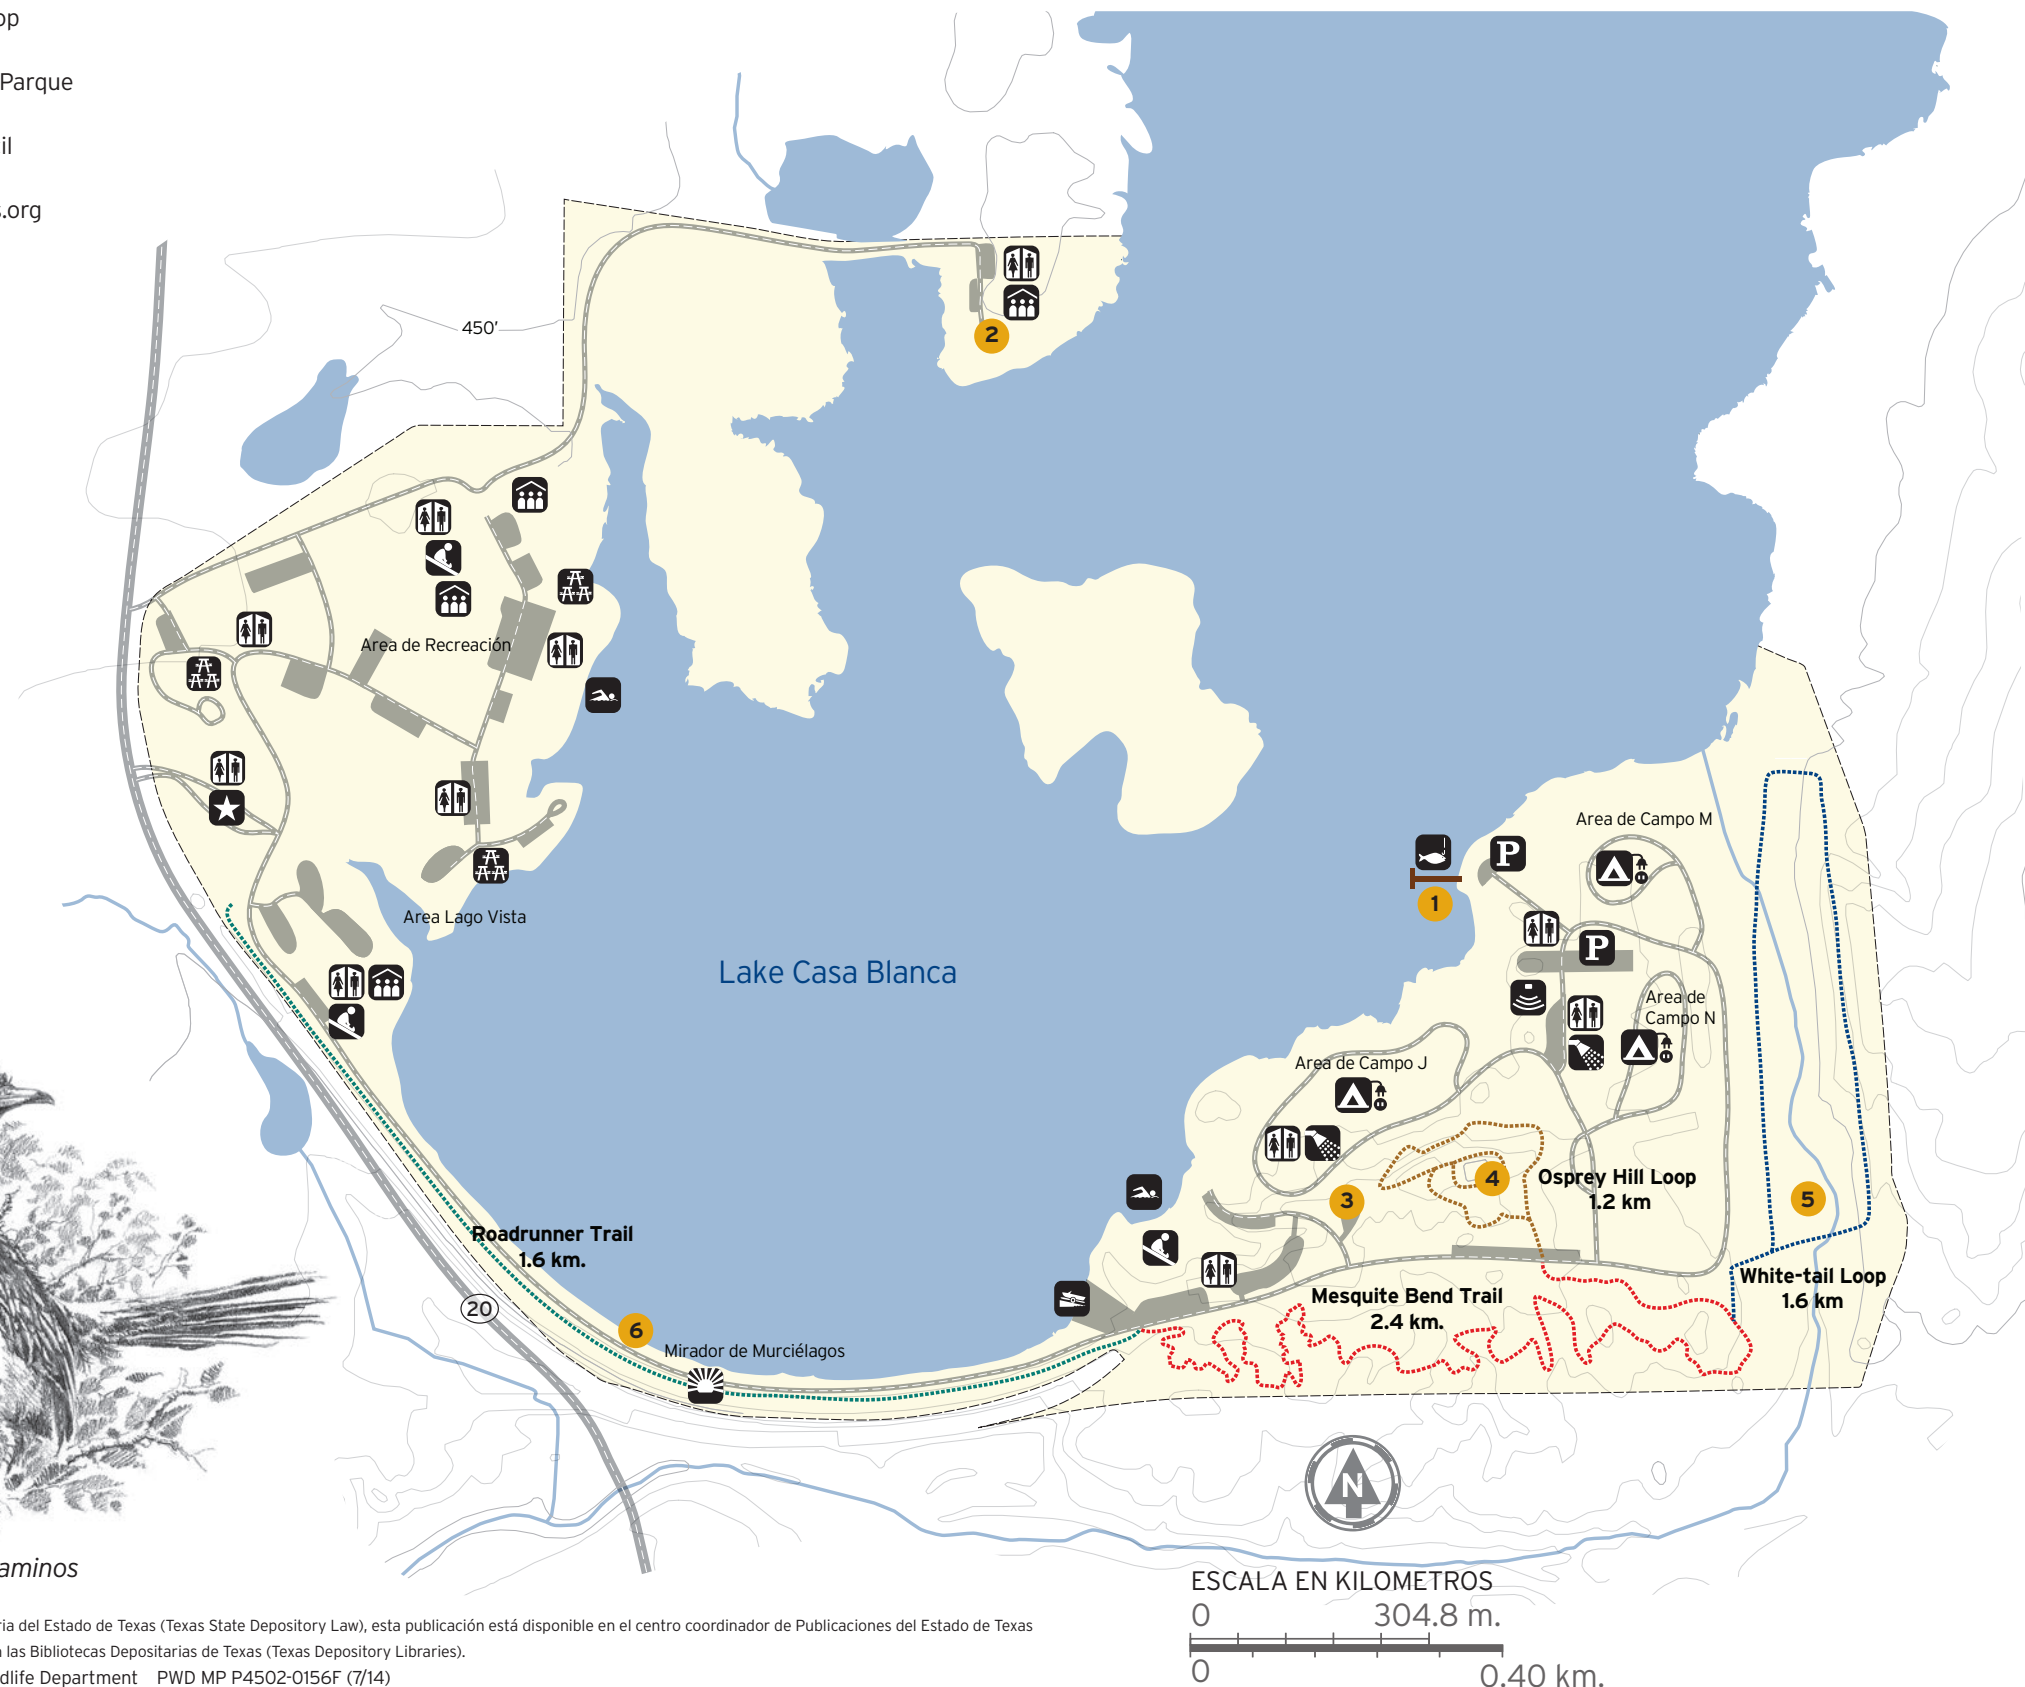 op
Parque
il
s.org
450'
2
Area de Recreación
Area de Campo M
P
1
Area Lago Vista
P
Lake Casa Blanca
Area de
Campo N
Area de Campo J
Osprey Hill Loop
1.2 km
4
3
5
Roadrunner Trail
1.6 km.
White-tail Loop
1.6 km
Mesquite Bend Trail
2.4 km.
20
6
Mirador de Murciélagos
N
aminos
ESCALA EN KILOMETROS
0 304.8 m.
0 0.40 km.
ria del Estado de Texas (Texas State Depository Law), esta publicación está disponible en el centro coordinador de Publicaciones del Estado de Texas
a las Bibliotecas Depositarias de Texas (Texas Depository Libraries).
dlife Department PWD MP P4502-0156F (7/14)